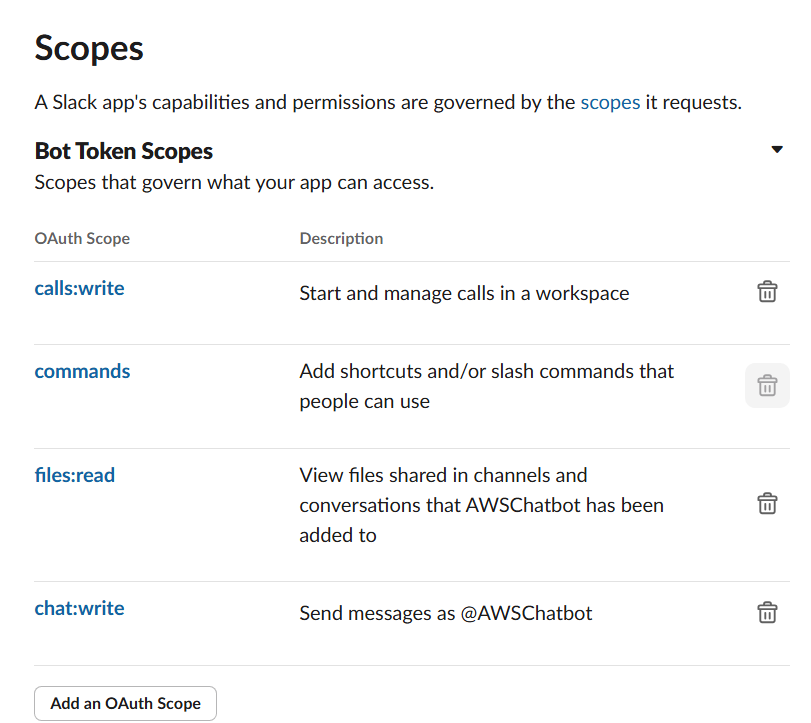 Scopes
A Slack app's capabilities and permissions are governed by the scopes it requests.
Bot Token Scopes
Scopes that govern what your app can access.
OAuth Scope Description
calls:write Start and manage calls in a workspace
commands Add shortcuts and/or slash commands that
people can use
files:read View files shared in channels and
conversations that AWSChatbot has been
added to
chat:write Send messages as @AWSChatbot
Add an OAuth Scope